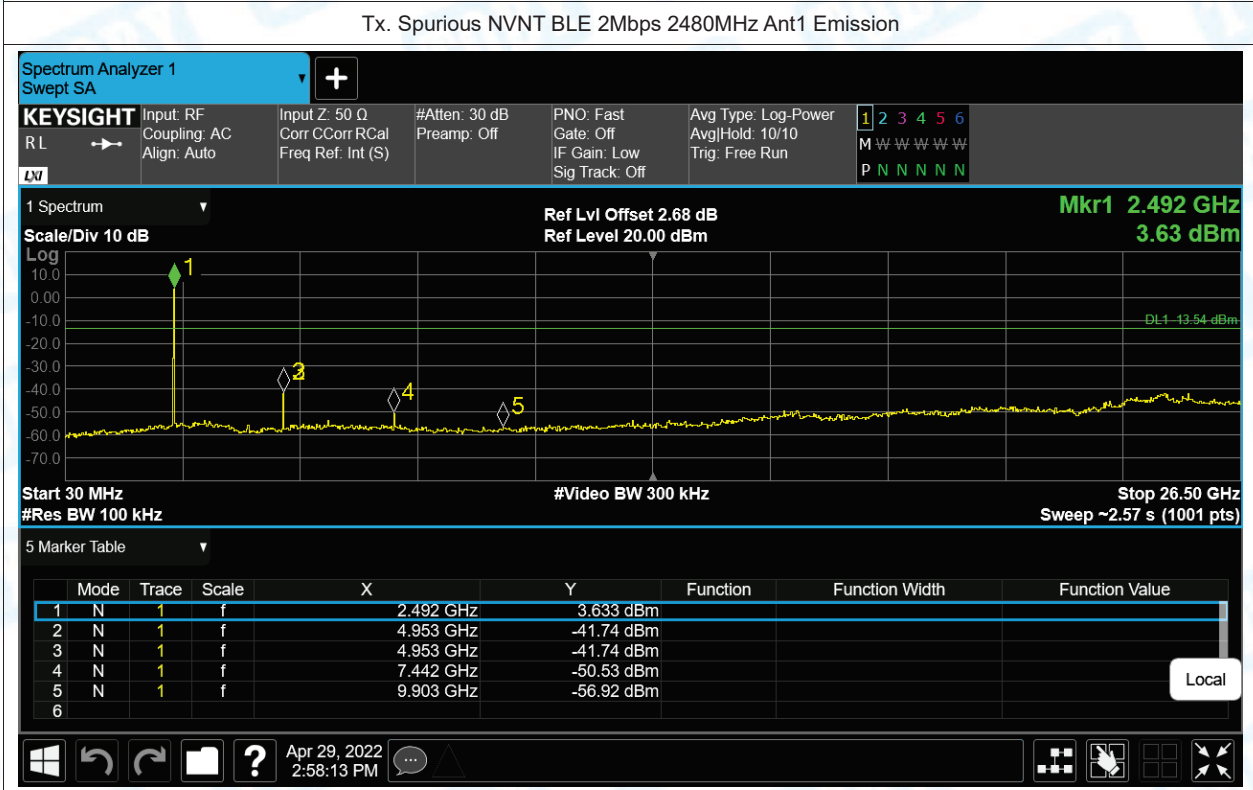 Tx. Spurious NVNT BLE 2Mbps 2480MHz Ant1 Emission
Spectrum Analyzer 1
Swept SA
KEYSIGHT
RL
LXI
Input: RF
Coupling: AC
Align: Auto
Input Z: 50 Ω
Corr CCorr RCal
Freq Ref: Int (S)
#Atten: 30 dB
Preamp: Off
PNO: Fast
Gate: Off
IF Gain: Low
Sig Track: Off
Avg Type: Log-Power
Avg|Hold: 10/10
Trig: Free Run
1 2 3 4 5 6
M W W W W W
P N N N N N
1 Spectrum
Scale/Div 10 dB
Ref Lvl Offset 2.68 dB
Ref Level 20.00 dBm
Mkr1 2.492 GHz
3.63 dBm
Log
10.0
0.00
-10.0
-20.0
-30.0
-40.0
-50.0
-60.0
-70.0
1
3
4
5
DL1 -13.54 dBm
Start 30 MHz
#Video BW 300 kHz
Stop 26.50 GHz
#Res BW 100 kHz
Sweep ~2.57 s (1001 pts)
5 Marker Table
Mode Trace Scale X Y Function Function Width Function Value
1 N 1 f 2.492 GHz 3.633 dBm
2 N 1 f 4.953 GHz -41.74 dBm
3 N 1 f 4.953 GHz -41.74 dBm
4 N 1 f 7.442 GHz -50.53 dBm
5 N 1 f 9.903 GHz -56.92 dBm
6
Local
?
Apr 29, 2022
2:58:13 PM